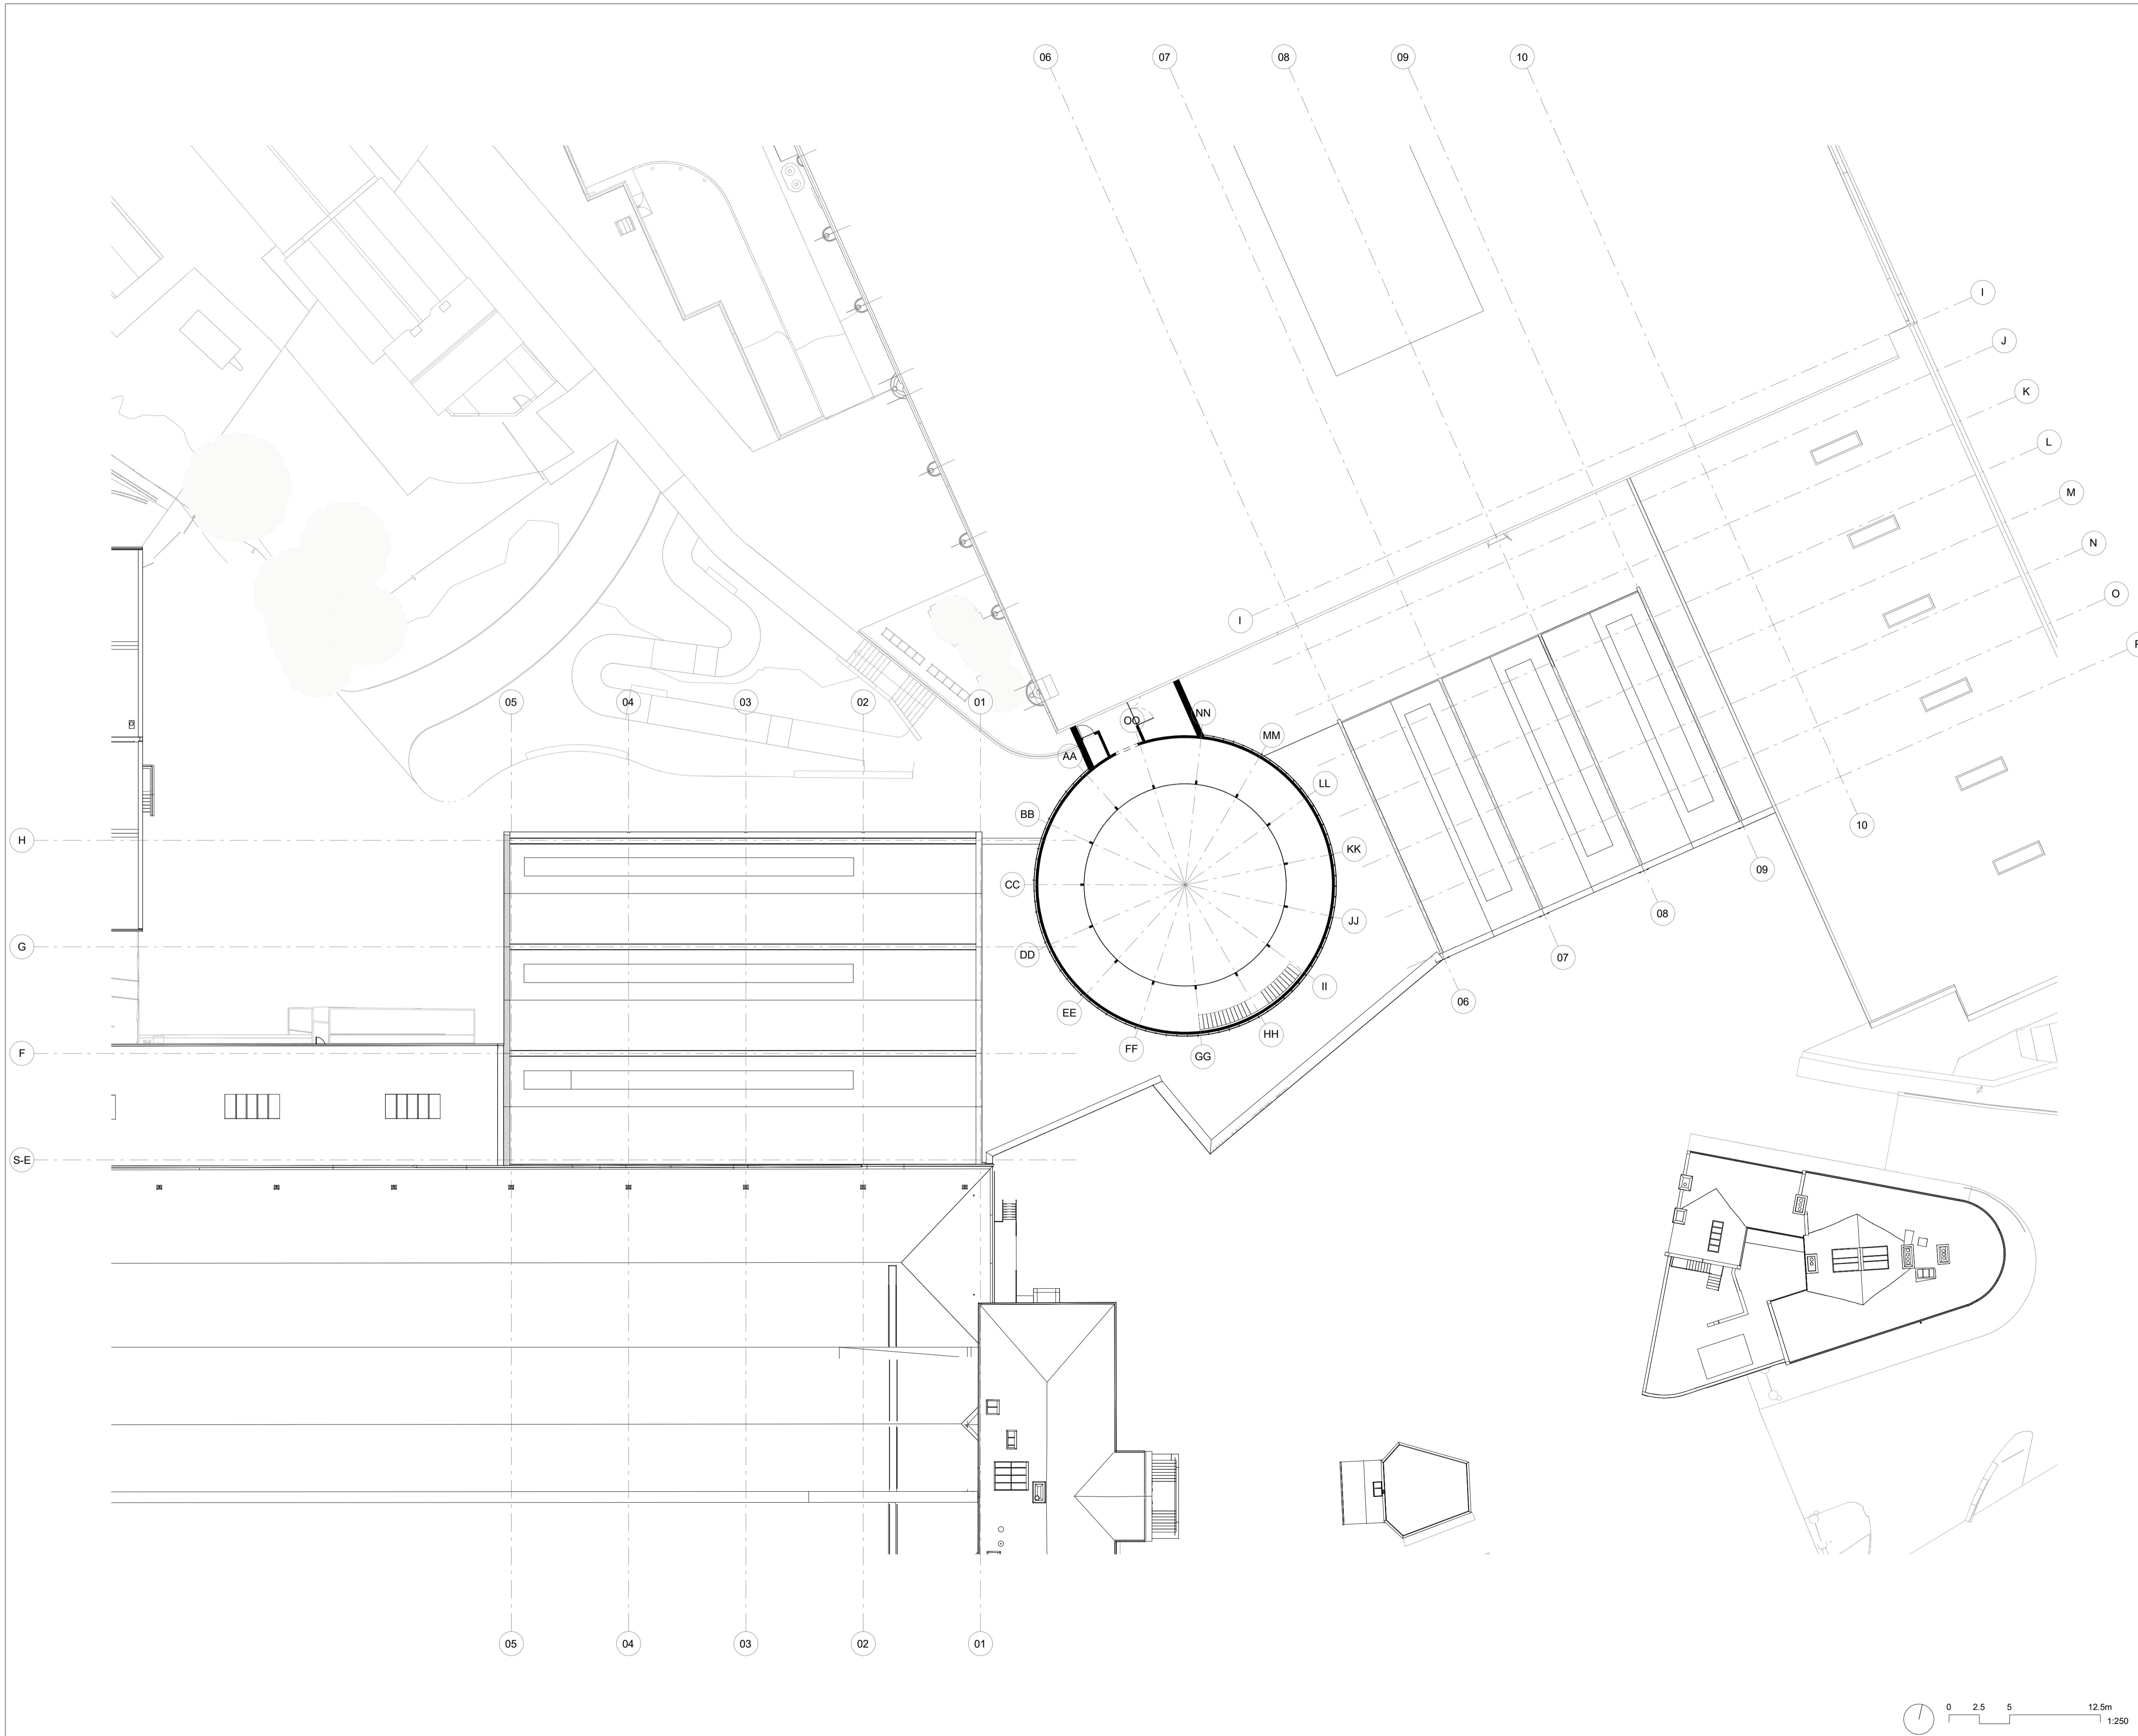 06 07 08 09 10
I
J
K
L
M
N
O
I
05 04 03 02 01
OO NN
MM
AA
LL
BB
KK
CC
JJ
DD
II
EE
HH
FF
GG
10
09
08
07
06
H
G
F
S-E
05 04 03 02 01
0 2.5 5 12.5m
1:250